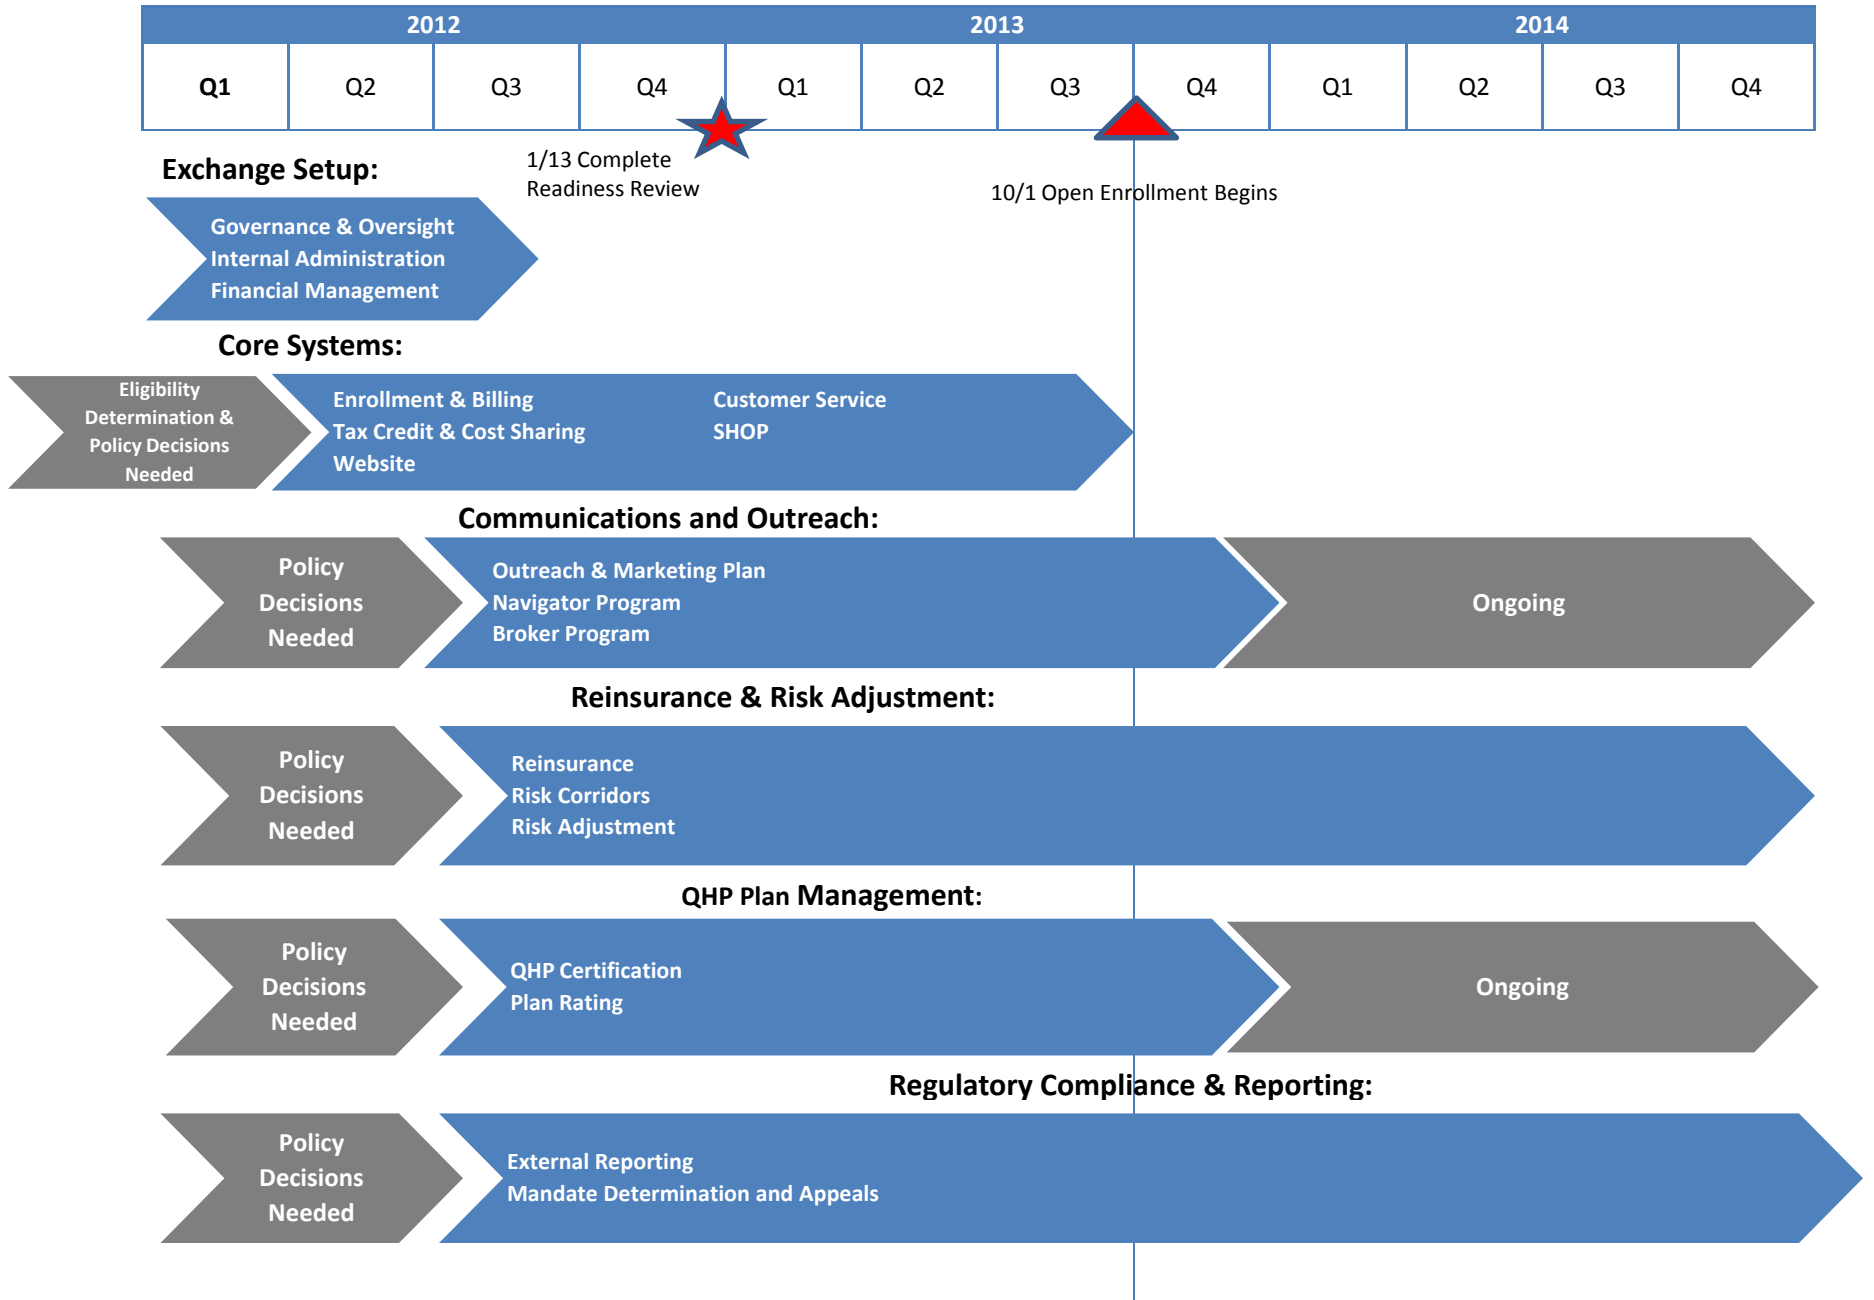 2012 2013 2014
Q1 Q2 Q3 Q4 Q1 Q2 Q3 Q4 Q1 Q2 Q3 Q4
1/13 Complete
Readiness Review
10/1 Open Enrollment Begins
Exchange Setup:
Governance & Oversight
Internal Administration
Financial Management
Core Systems:
Eligibility
Determination &
Policy Decisions
Needed
Enrollment & Billing
Tax Credit & Cost Sharing
Website
Customer Service
SHOP
Communications and Outreach:
Policy
Decisions
Needed
Outreach & Marketing Plan
Navigator Program
Broker Program
Ongoing
Reinsurance & Risk Adjustment:
Policy
Decisions
Needed
Reinsurance
Risk Corridors
Risk Adjustment
QHP Plan Management:
Policy
Decisions
Needed
QHP Certification
Plan Rating
Ongoing
Regulatory Compliance & Reporting:
Policy
Decisions
Needed
External Reporting
Mandate Determination and Appeals